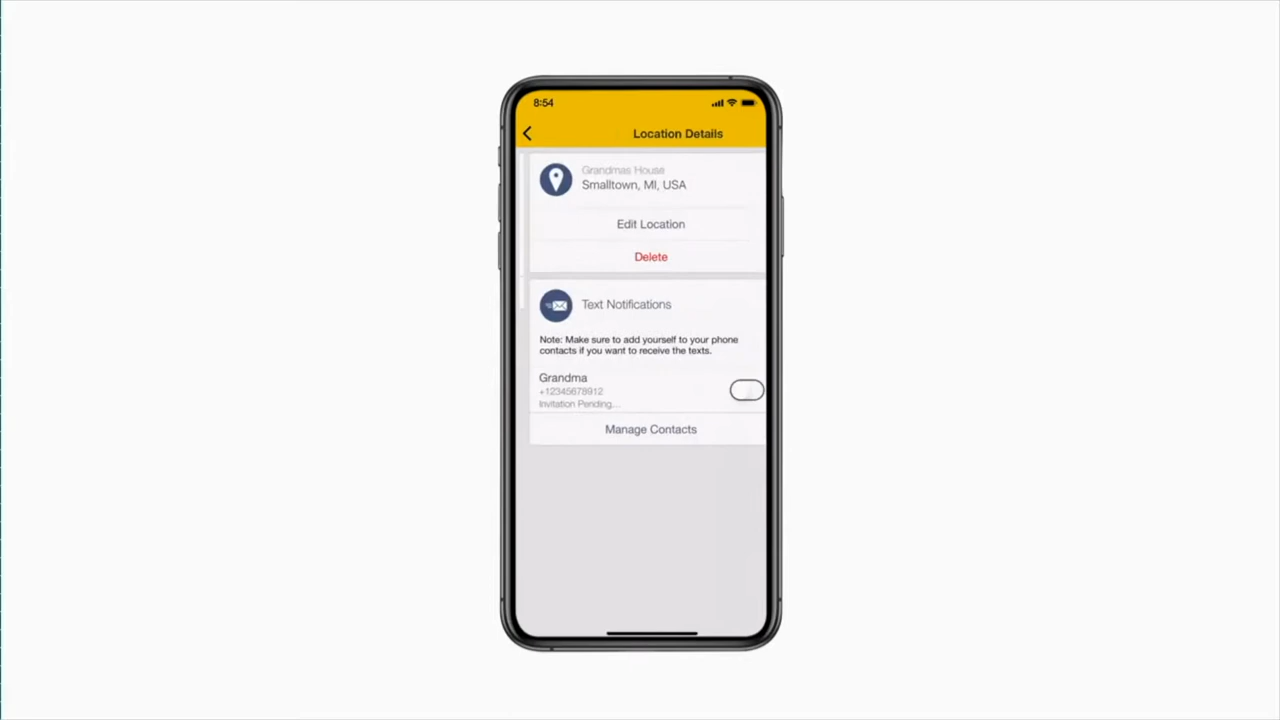 8:54
Location Details
Grandmas House
Smalltown, MI, USA
Edit Location
Delete
Text Notifications
Note: Make sure to add yourself to your phone
contacts if you want to receive the texts.
Grandma
+12345678912
Invitation Pending...
Manage Contacts